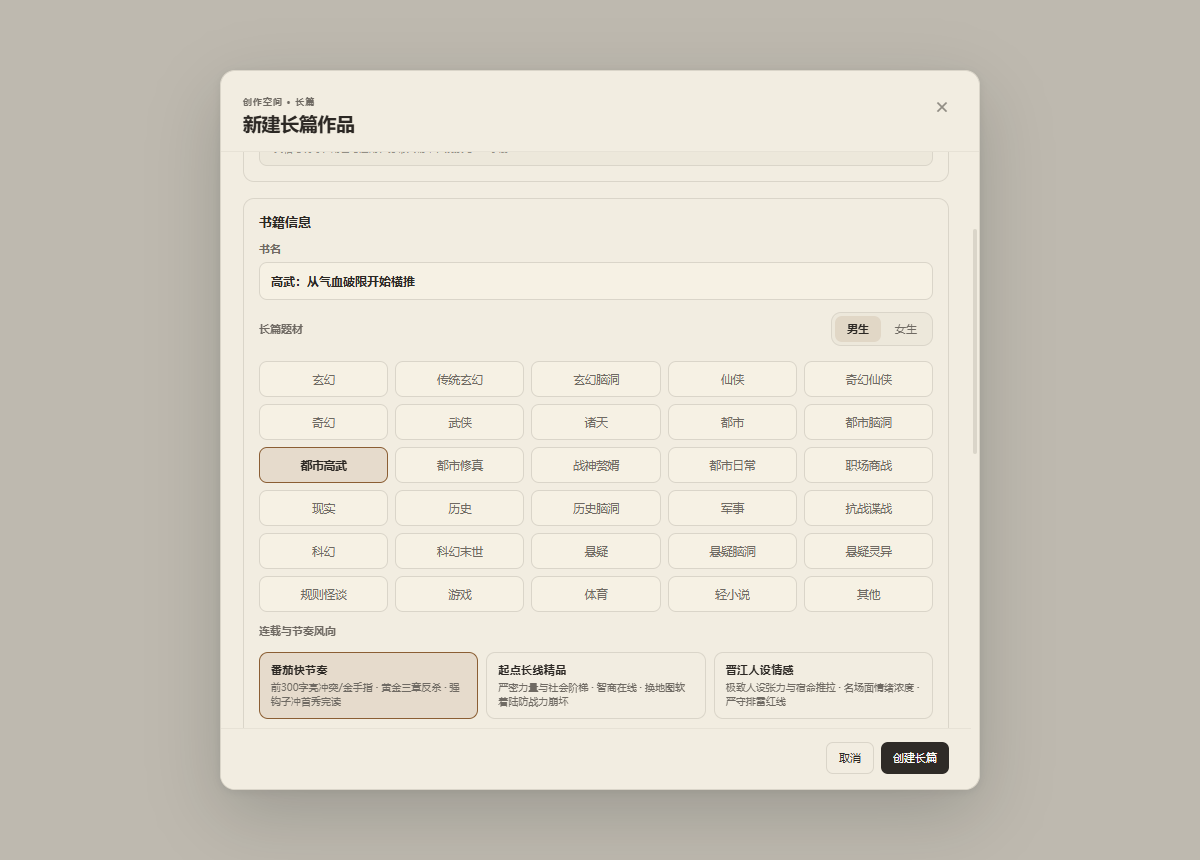 创作空间 • 长篇
新建长篇作品
×
书籍信息
书名
高武：从气血破限开始横推
长篇题材
男生
女生
玄幻
传统玄幻
玄幻脑洞
仙侠
奇幻仙侠
奇幻
武侠
诸天
都市
都市脑洞
都市高武
都市修真
战神赘婿
都市日常
职场商战
现实
历史
历史脑洞
军事
抗战谍战
科幻
科幻末世
悬疑
悬疑脑洞
悬疑灵异
规则怪谈
游戏
体育
轻小说
其他
连载与节奏风向
番茄快节奏
前300字亮冲突/金手指 · 黄金三章反杀 · 强
钩子冲首秀完读
起点长线精品
严密力量与社会阶梯 · 智商在线 · 换地图软
着陆防战力崩坏
晋江人设情感
极致人设张力与宿命推拉 · 名场面情绪浓度 ·
严守排雷红线
取消
创建长篇